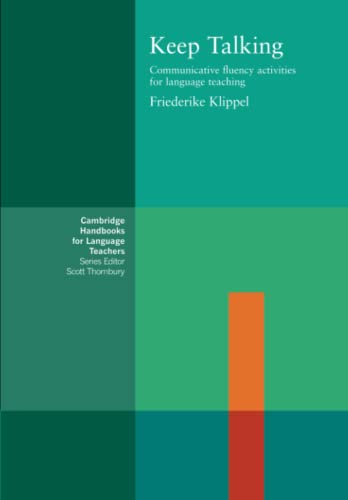 Keep Talking
Communicative fluency activities
for language teaching
Friederike Klippel
Cambridge
Handbooks
for Language
Teachers
Series Editor
Scott Thornbury